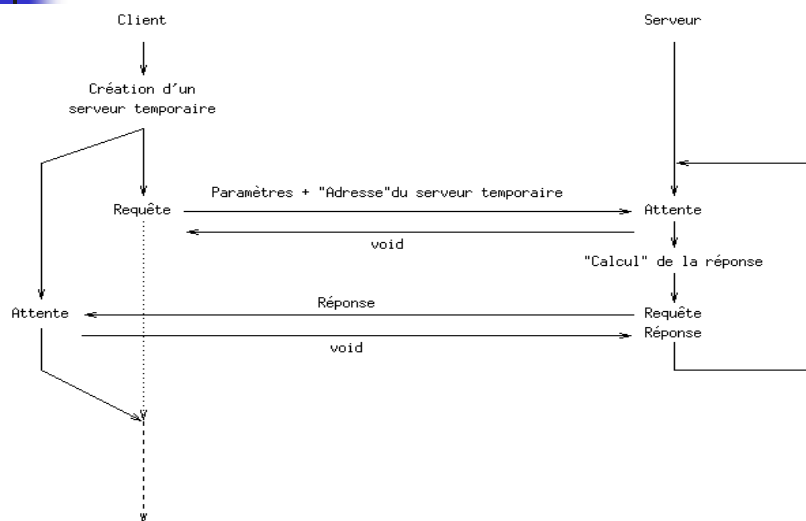 Client
Serveur
Création d'un
serveur temporaire
Paramètres + "Adresse"du serveur temporaire
Requête
Attente
void
"Calcul" de la réponse
Réponse
Attente
Requête
Réponse
void